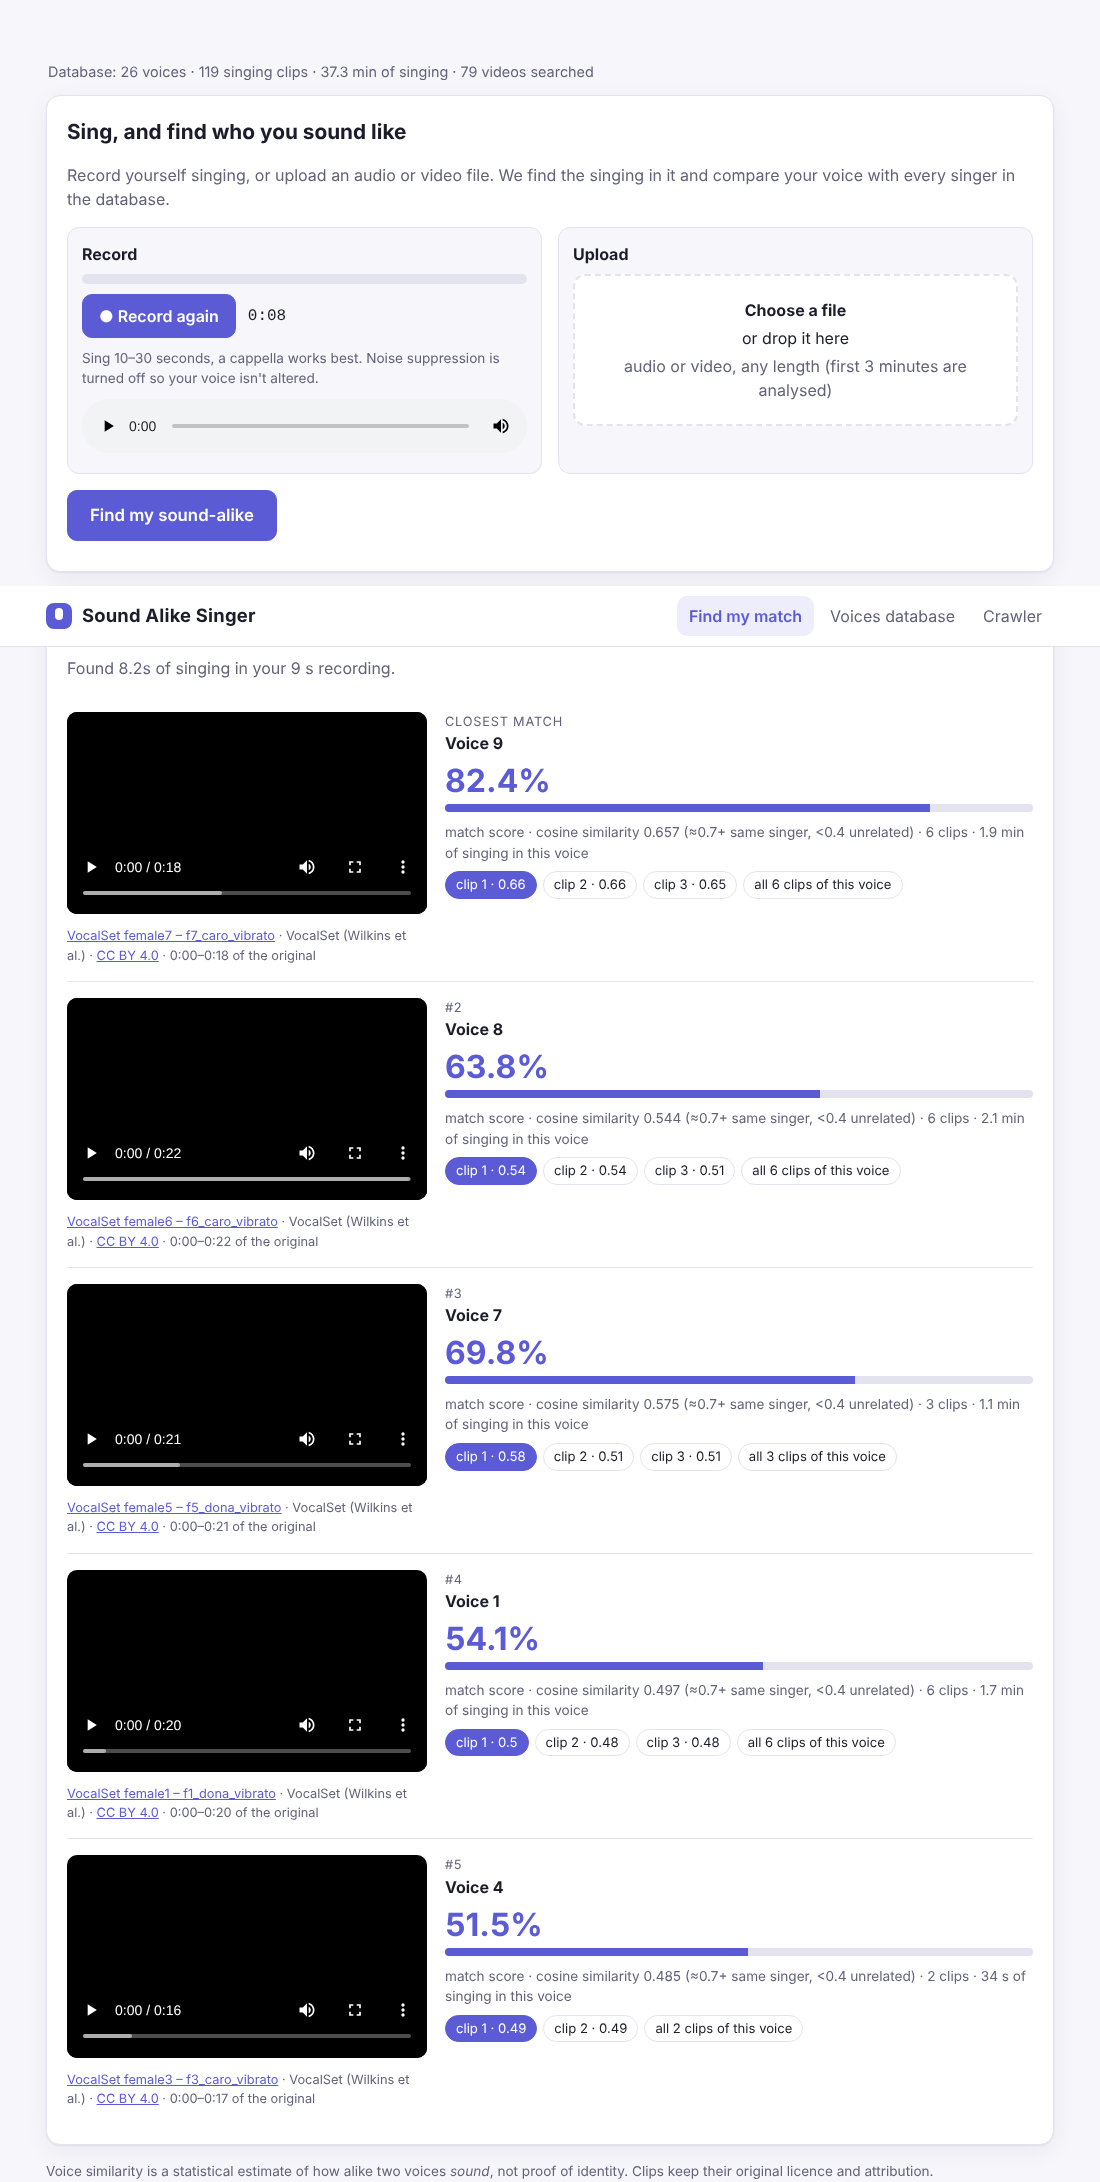 Database: 26 voices · 119 singing clips · 37.3 min of singing · 79 videos searched
Sing, and find who you sound like
Record yourself singing, or upload an audio or video file. We find the singing in it and compare your voice with every singer in
the database.
Record
Record again
0:08
Sing 10–30 seconds, a cappella works best. Noise suppression is
turned off so your voice isn't altered.
0:00
Upload
Choose a file
or drop it here
audio or video, any length (first 3 minutes are
analysed)
Find my sound-alike
Sound Alike Singer
Find my match
Voices database
Crawler
Found 8.2s of singing in your 9 s recording.
0:00 / 0:18
VocalSet female7 – f7_caro_vibrato · VocalSet (Wilkins et
al.) · CC BY 4.0 · 0:00–0:18 of the original
CLOSEST MATCH
Voice 9
82.4%
match score · cosine similarity 0.657 (≈0.7+ same singer, <0.4 unrelated) · 6 clips · 1.9 min
of singing in this voice
clip 1 · 0.66
clip 2 · 0.66
clip 3 · 0.65
all 6 clips of this voice
0:00 / 0:22
VocalSet female6 – f6_caro_vibrato · VocalSet (Wilkins et
al.) · CC BY 4.0 · 0:00–0:22 of the original
#2
Voice 8
63.8%
match score · cosine similarity 0.544 (≈0.7+ same singer, <0.4 unrelated) · 6 clips · 2.1 min
of singing in this voice
clip 1 · 0.54
clip 2 · 0.54
clip 3 · 0.51
all 6 clips of this voice
0:00 / 0:21
VocalSet female5 – f5_dona_vibrato · VocalSet (Wilkins et
al.) · CC BY 4.0 · 0:00–0:21 of the original
#3
Voice 7
69.8%
match score · cosine similarity 0.575 (≈0.7+ same singer, <0.4 unrelated) · 3 clips · 1.1 min
of singing in this voice
clip 1 · 0.58
clip 2 · 0.51
clip 3 · 0.51
all 3 clips of this voice
0:00 / 0:20
VocalSet female1 – f1_dona_vibrato · VocalSet (Wilkins et
al.) · CC BY 4.0 · 0:00–0:20 of the original
#4
Voice 1
54.1%
match score · cosine similarity 0.497 (≈0.7+ same singer, <0.4 unrelated) · 6 clips · 1.7 min
of singing in this voice
clip 1 · 0.5
clip 2 · 0.48
clip 3 · 0.48
all 6 clips of this voice
0:00 / 0:16
VocalSet female3 – f3_caro_vibrato · VocalSet (Wilkins et
al.) · CC BY 4.0 · 0:00–0:17 of the original
#5
Voice 4
51.5%
match score · cosine similarity 0.485 (≈0.7+ same singer, <0.4 unrelated) · 2 clips · 34 s of
singing in this voice
clip 1 · 0.49
clip 2 · 0.49
all 2 clips of this voice
Voice similarity is a statistical estimate of how alike two voices sound, not proof of identity. Clips keep their original licence and attribution.